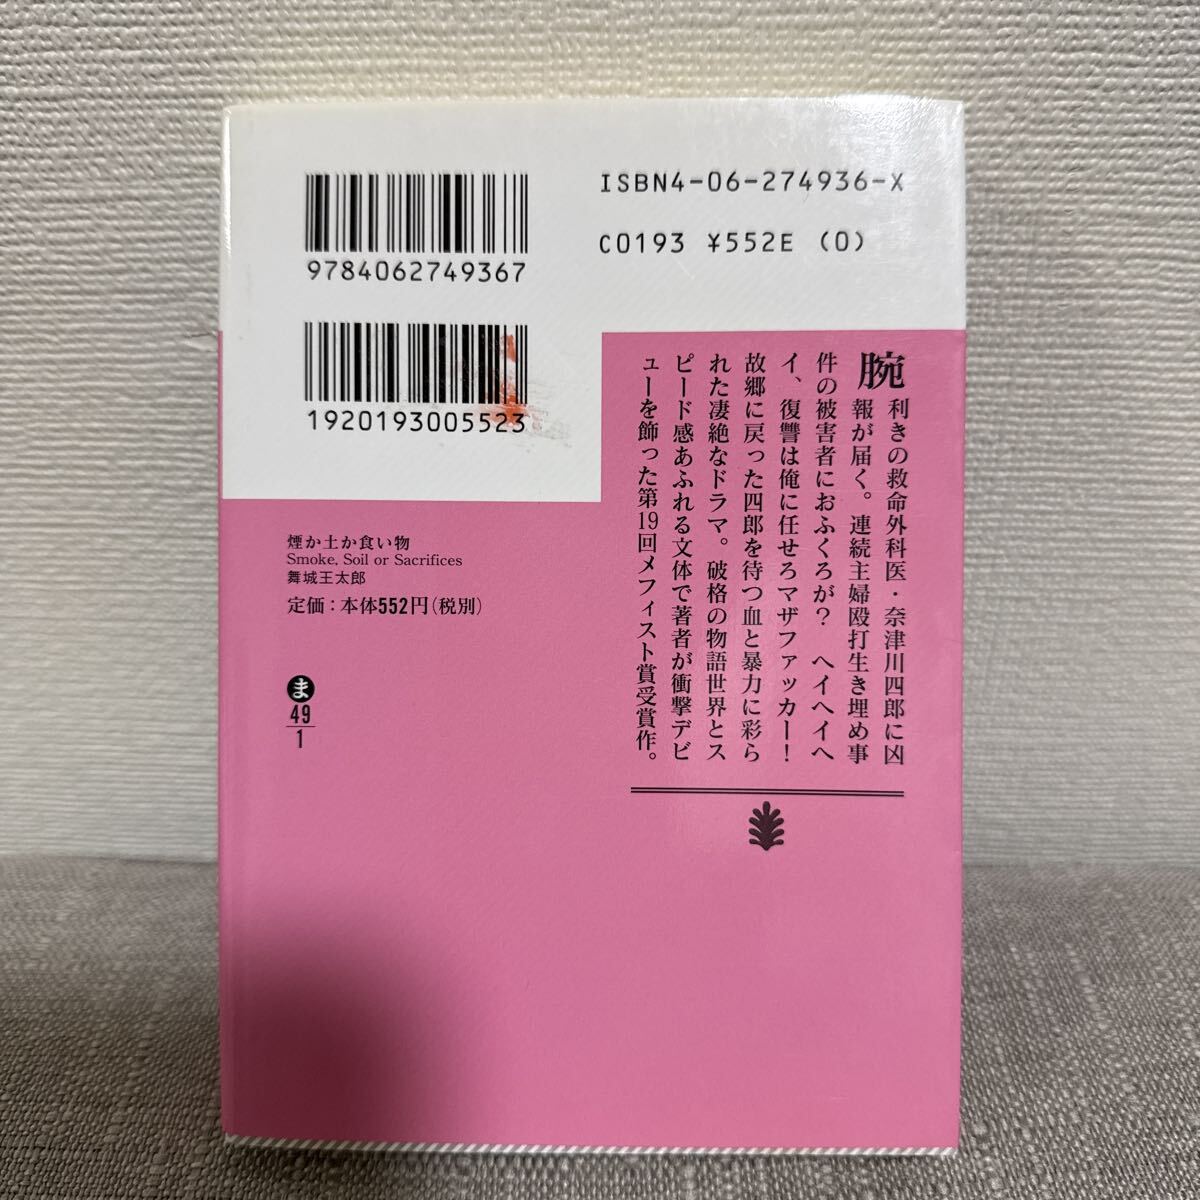 ISBN4-06-274936-X
C0193 ¥552E (0)
9784062749367
1920193005523
腕利きの救命外科医・奈津川四郎に凶
報が届く。連続主婦殴打生き埋め事
件の被害者におふくろが？　ヘイヘイヘ
イ、復讐は俺に任せろマザファッカー！
故郷に戻った四郎を待つ血と暴力に彩ら
れた凄絶なドラマ。破格の物語世界とス
ピード感あふれる文体で著者が衝撃デビ
ューを飾った第19回メフィスト賞受賞作。
煙か土か食い物
Smoke, Soil or Sacrifices
舞城王太郎
定価：本体552円（税別）
ま
49
1